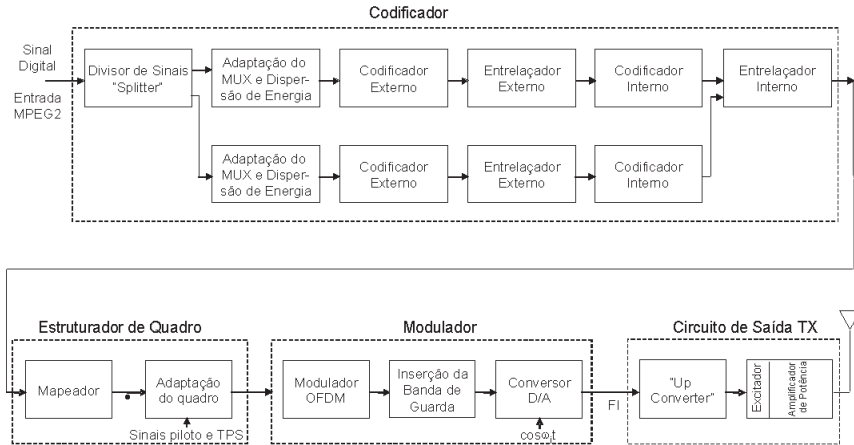 Codificador
Sinal
Digital
Entrada
MPEG2
Divisor de Sinais
"Splitter"
Adaptação do
MUX e Disper-
são de Energia
Codificador
Externo
Entrelaçador
Externo
Codificador
Interno
Entrelaçador
Interno
Adaptação do
MUX e Disper-
são de Energia
Codificador
Externo
Entrelaçador
Externo
Codificador
Interno
Estruturador de Quadro
Mapeador
Adaptação
do quadro
Sinais piloto e TPS
Modulador
Modulador
OFDM
Inserção da
Banda de
Guarda
Conversor
D/A
cosω₁t
FI
Circuito de Saída TX
"Up
Converter"
Excitador
Amplificador
de Potência